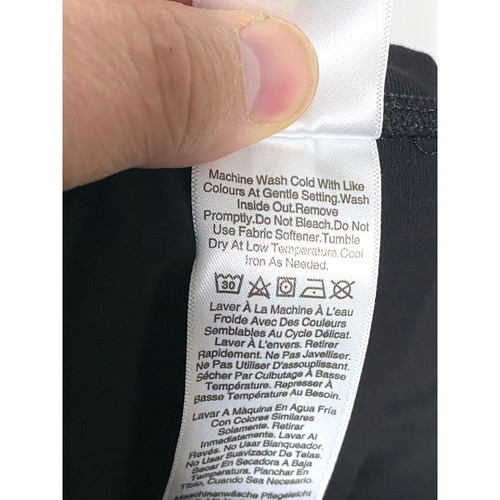 Machine Wash Cold With Like
Colours At Gentle Setting.Wash
Inside Out.Remove
Promptly.Do Not Bleach.Do Not
Use Fabric Softener.Tumble
Dry At Low Temperature.Cool
Iron As Needed.
30
Laver À La Machine À L'eau
Froide Avec Des Couleurs
Semblables Au Cycle Délicat.
Laver À L'envers. Retirer
Rapidement. Ne Pas Javelliser.
Ne Pas Utiliser D'assouplissant.
Sécher Par Culbutage À Basse
Température. Represser À
Basse Température Au Besoin.
Lavar A Màquina En Agua Fría
Con Colores Similares
Solamente. Retirar
Inmediatamente. Lavar Al
Revés. No Usar Blanqueador.
No Usar Suavizador De Telas.
Secar En Secadora A Baja
Temperatura. Planchar En
Tibio, Cuando Sea Necesario.
Maschinenwäsche Pflegeleicht